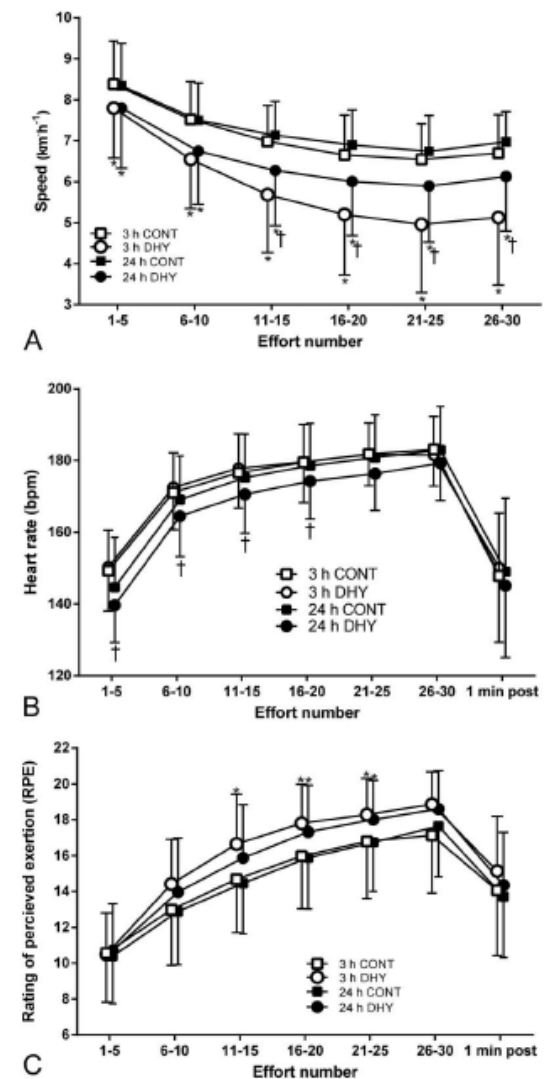 10
9
8
7
6
5
4
3
Speed (km·h⁻¹)
3 h CONT
3 h DHY
24 h CONT
24 h DHY
* * * * * *† * *† * *† * *†
1-5 6-10 11-15 16-20 21-25 26-30
Effort number
A
200
180
160
140
120
Heart rate (bpm)
† † † †
3 h CONT
3 h DHY
24 h CONT
24 h DHY
1-5 6-10 11-15 16-20 21-25 26-30 1 min post
Effort number
B
22
20
18
16
14
12
10
8
6
Rating of percieved exertion (RPE)
* ** **
3 h CONT
3 h DHY
24 h CONT
24 h DHY
1-5 6-10 11-15 16-20 21-25 26-30 1 min post
Effort number
C